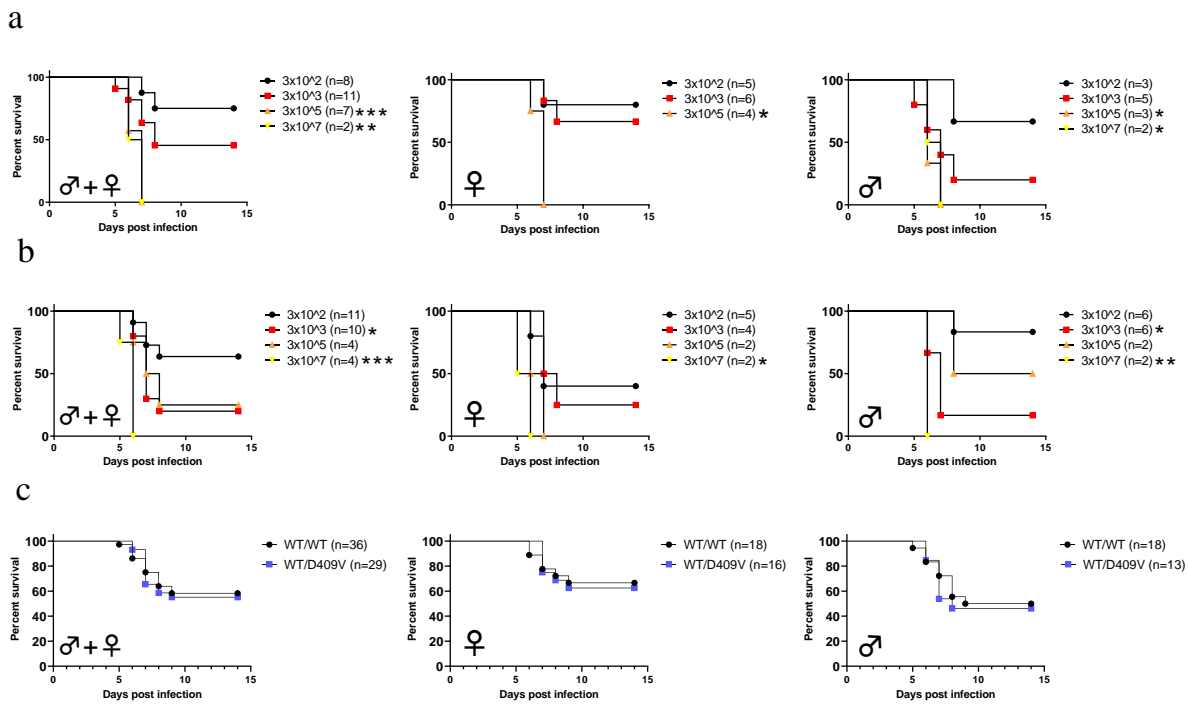 a
Percent survival
100
50
0
0 5 10 15
Days post infection
♂+♀
3x10^2 (n=8)
3x10^3 (n=11)
3x10^5 (n=7) ***
3x10^7 (n=2) **
Percent survival
100
50
0
0 5 10 15
Days post infection
♀
3x10^2 (n=5)
3x10^3 (n=6)
3x10^5 (n=4) *
Percent survival
100
50
0
0 5 10 15
Days post infection
♂
3x10^2 (n=3)
3x10^3 (n=5)
3x10^5 (n=3) *
3x10^7 (n=2) *
b
Percent survival
100
50
0
0 5 10 15
Days post infection
♂+♀
3x10^2 (n=11)
3x10^3 (n=10) *
3x10^5 (n=4)
3x10^7 (n=4) ***
Percent survival
100
50
0
0 5 10 15
Days post infection
♀
3x10^2 (n=5)
3x10^3 (n=4)
3x10^5 (n=2)
3x10^7 (n=2) *
Percent survival
100
50
0
0 5 10 15
Days post infection
♂
3x10^2 (n=6)
3x10^3 (n=6) *
3x10^5 (n=2)
3x10^7 (n=2) **
c
Percent survival
100
80
60
40
20
0
0 5 10 15
Days post infection
♂+♀
WT/WT (n=36)
WT/D409V (n=29)
Percent survival
100
80
60
40
20
0
0 5 10 15
Days post infection
♀
WT/WT (n=18)
WT/D409V (n=16)
Percent survival
100
80
60
40
20
0
0 5 10 15
Days post infection
♂
WT/WT (n=18)
WT/D409V (n=13)